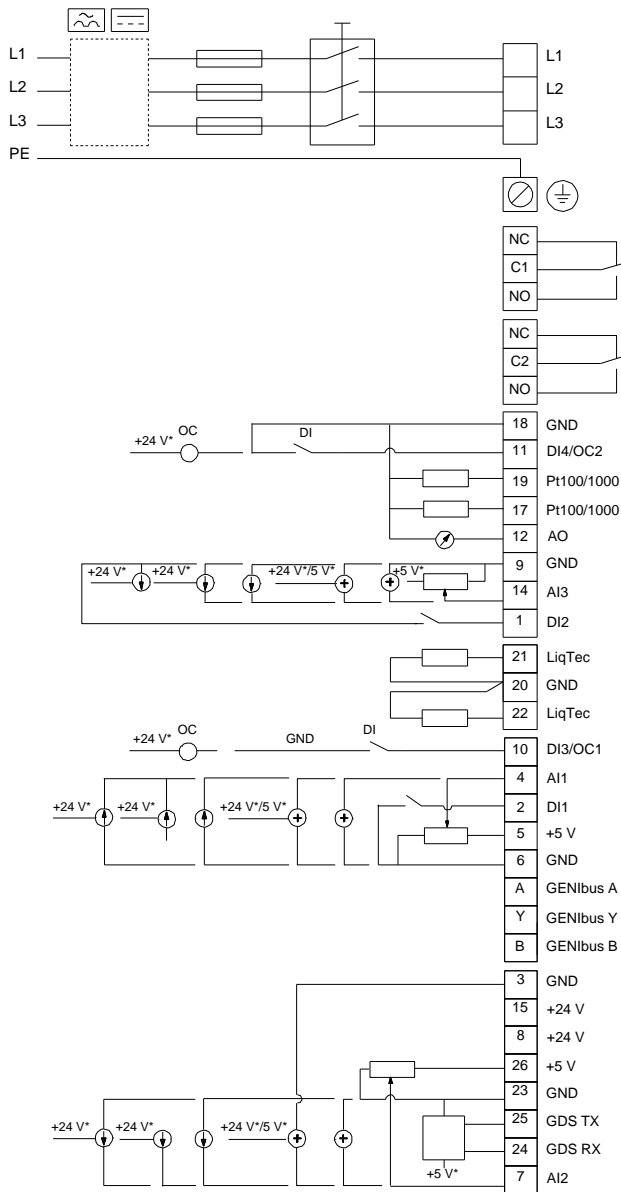 L1 L1
L2 L2
L3 L3
PE
NC
C1
NO
NC
C2
NO
18 GND
+24 V* OC DI 11 DI4/OC2
19 Pt100/1000
17 Pt100/1000
12 AO
9 GND
+24 V* +24 V* +24 V*/5 V* +5 V*
14 AI3
1 DI2
21 LiqTec
20 GND
22 LiqTec
+24 V* OC GND DI 10 DI3/OC1
4 AI1
2 DI1
+24 V* +24 V* +24 V*/5 V*
5 +5 V
6 GND
A GENIbus A
Y GENIbus Y
B GENIbus B
3 GND
15 +24 V
8 +24 V
26 +5 V
23 GND
25 GDS TX
+24 V* +24 V* +24 V*/5 V*
24 GDS RX
+5 V*
7 AI2